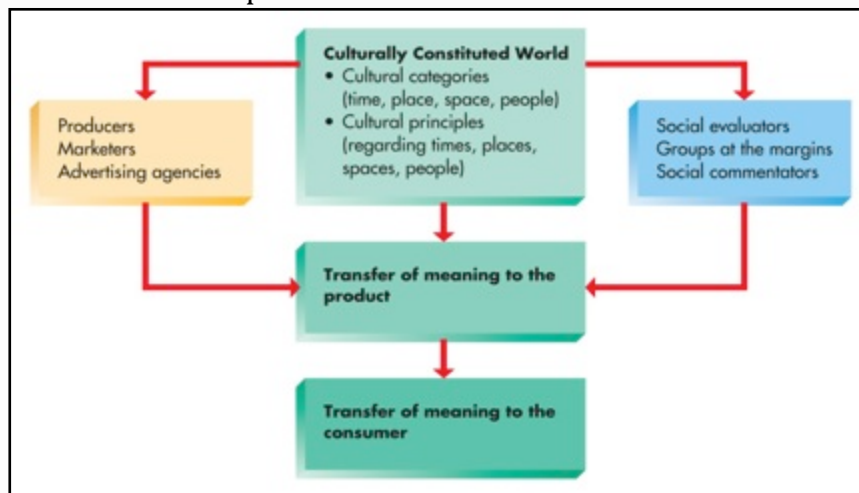 Culturally Constituted World
• Cultural categories
(time, place, space, people)
• Cultural principles
(regarding times, places,
spaces, people)
Producers
Marketers
Advertising agencies
Social evaluators
Groups at the margins
Social commentators
Transfer of meaning to the
product
Transfer of meaning to the
consumer